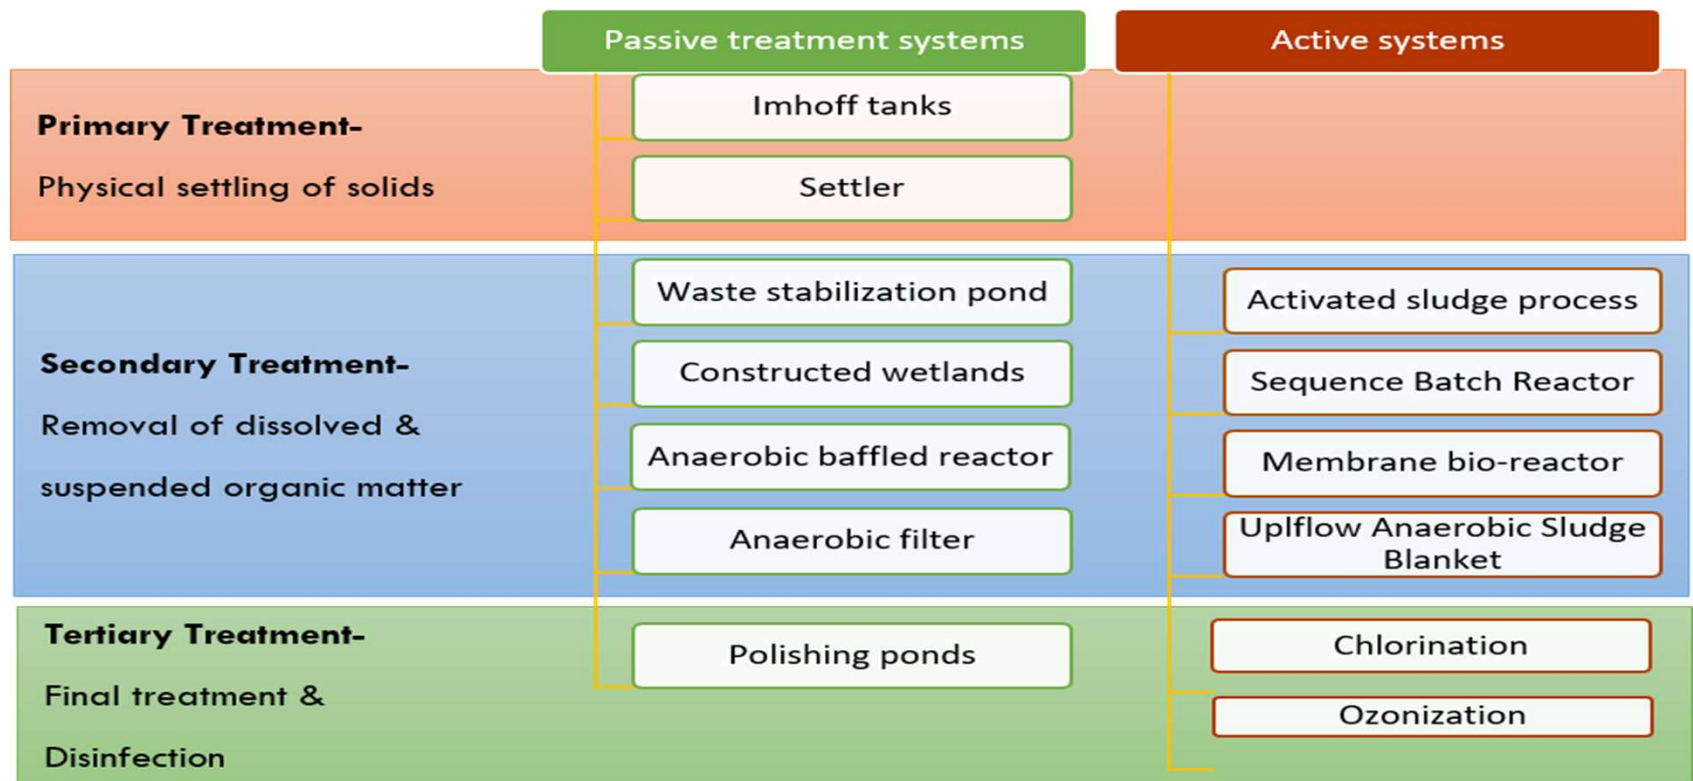 Passive treatment systems
Active systems
Primary Treatment-
Physical settling of solids
Imhoff tanks
Settler
Secondary Treatment-
Removal of dissolved &
suspended organic matter
Waste stabilization pond
Constructed wetlands
Anaerobic baffled reactor
Anaerobic filter
Activated sludge process
Sequence Batch Reactor
Membrane bio-reactor
Uplflow Anaerobic Sludge
Blanket
Tertiary Treatment-
Final treatment &
Disinfection
Polishing ponds
Chlorination
Ozonization